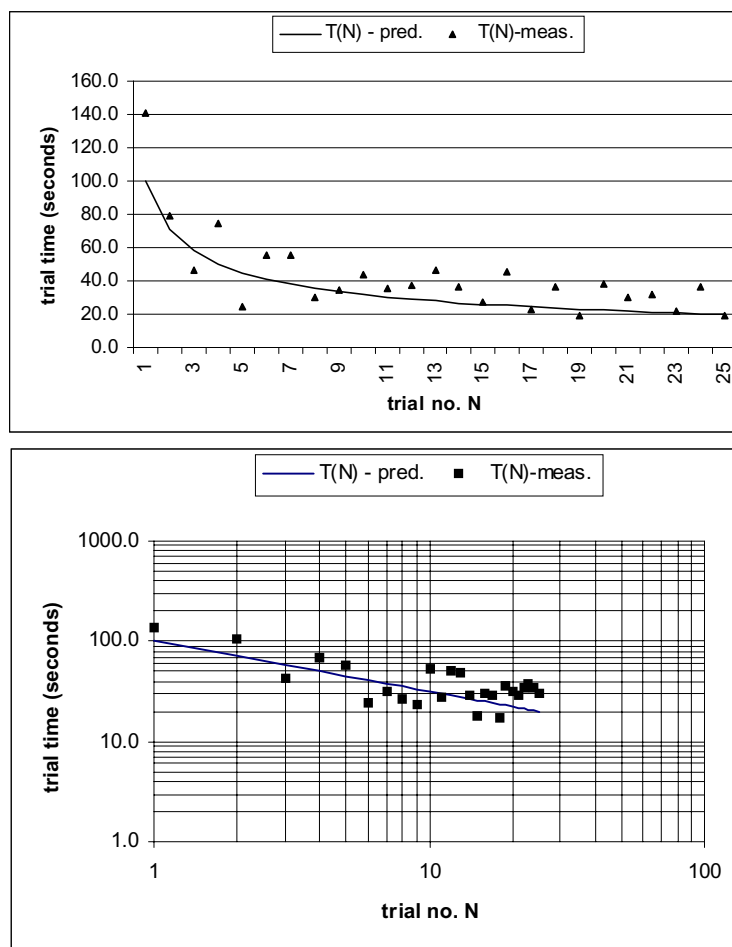 T(N) - pred. T(N)-meas.
160.0
140.0
120.0
100.0
80.0
60.0
40.0
20.0
0.0
trial time (seconds)
1 3 5 7 9 11 13 15 17 19 21 23 25
trial no. N
T(N) - pred. T(N)-meas.
1000.0
100.0
10.0
1.0
trial time (seconds)
1 10 100
trial no. N